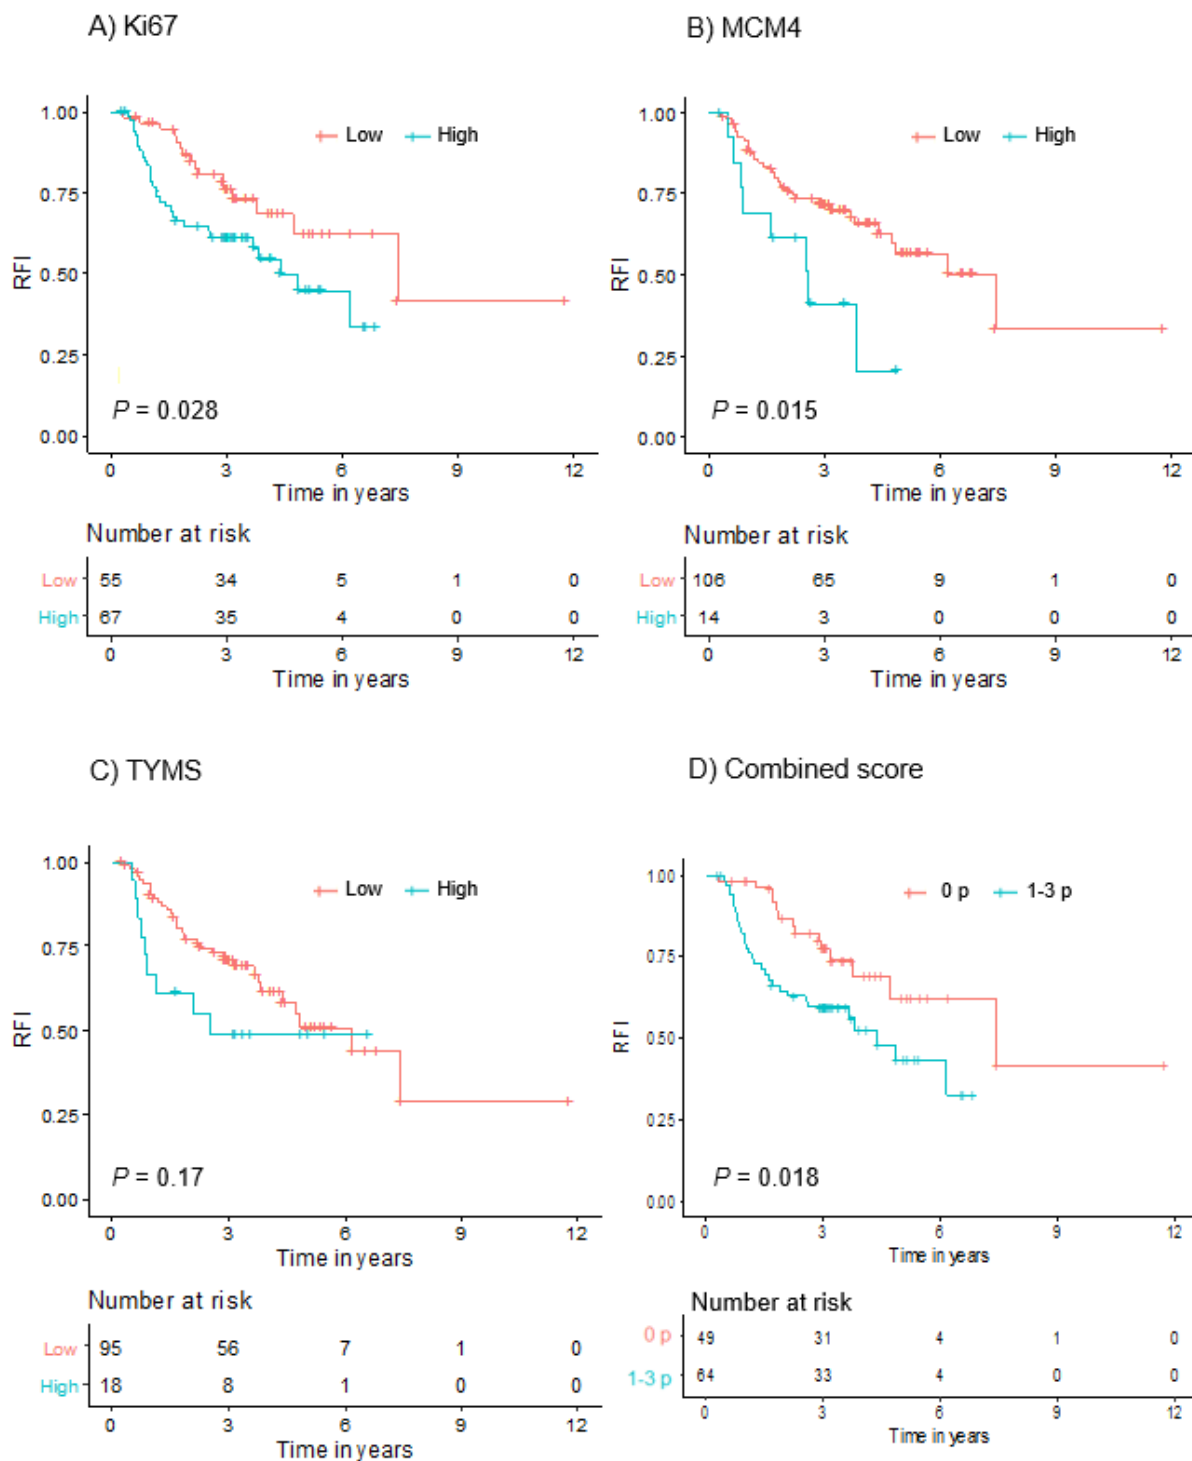 A) Ki67
1.00
0.75
0.50
0.25
0.00
RFI
Low High
P = 0.028
0 3 6 9 12
Time in years
Number at risk
Low 55 34 5 1 0
High 67 35 4 0 0
0 3 6 9 12
Time in years
B) MCM4
1.00
0.75
0.50
0.25
0.00
RFI
Low High
P = 0.015
0 3 6 9 12
Time in years
Number at risk
Low 106 65 9 1 0
High 14 3 0 0 0
0 3 6 9 12
Time in years
C) TYMS
1.00
0.75
0.50
0.25
0.00
RFI
Low High
P = 0.17
0 3 6 9 12
Time in years
Number at risk
Low 95 56 7 1 0
High 18 8 1 0 0
0 3 6 9 12
Time in years
D) Combined score
1.00
0.75
0.50
0.25
0.00
RFI
0 p 1-3 p
P = 0.018
0 3 6 9 12
Time in years
Number at risk
0 p 49 31 4 1 0
1-3 p 64 33 4 0 0
0 3 6 9 12
Time in years